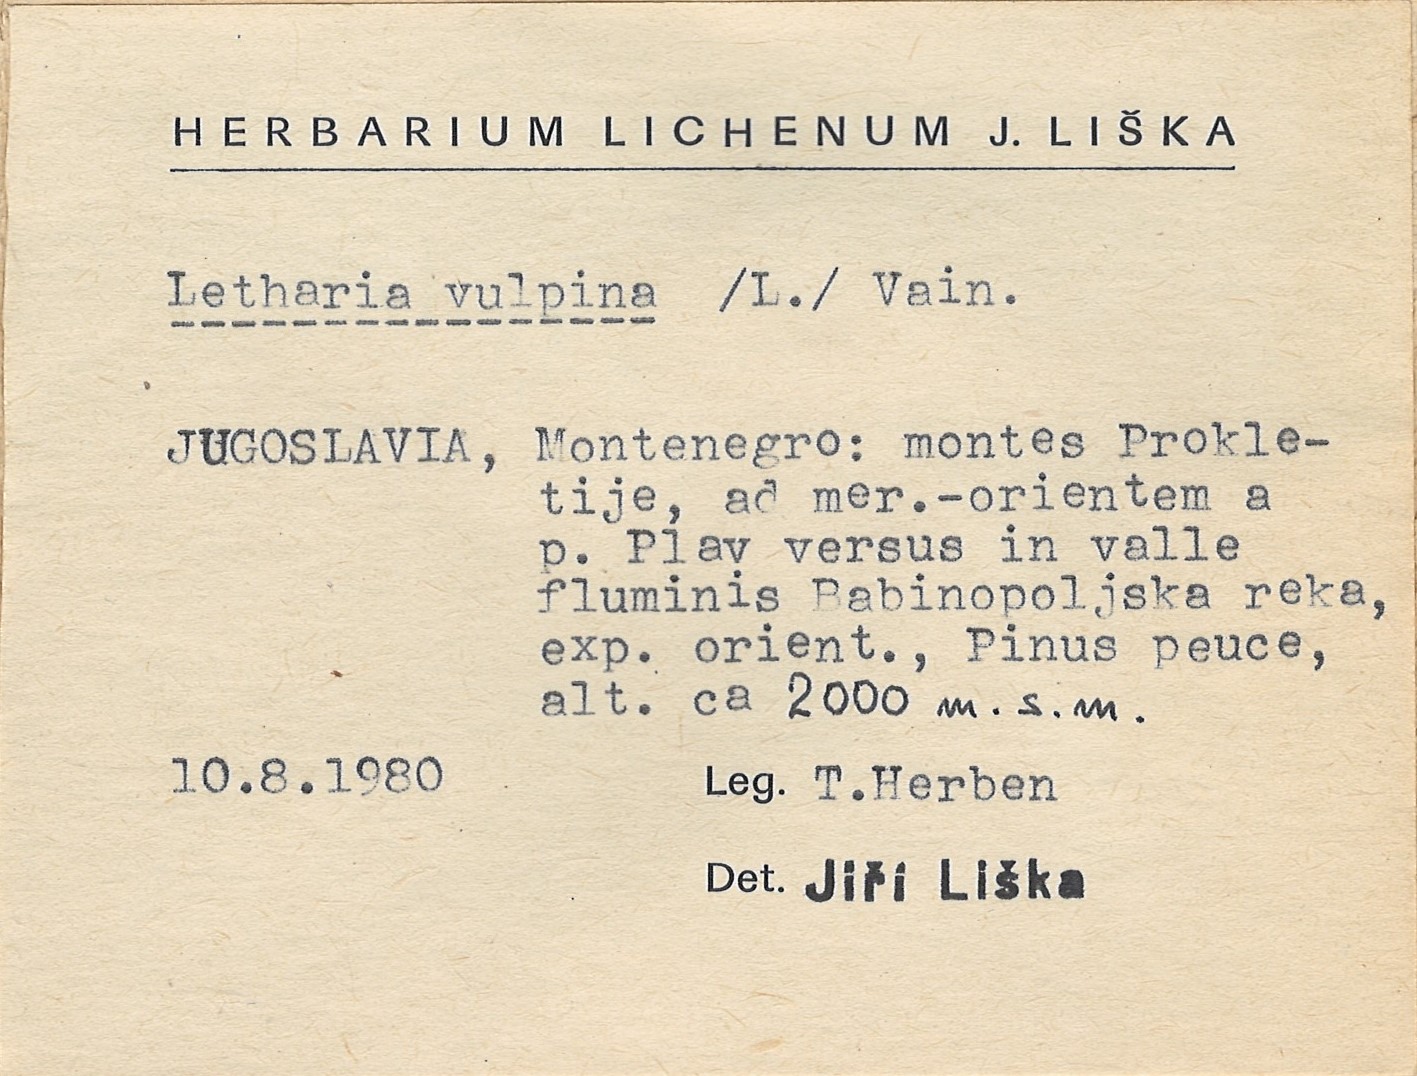 HERBARIUM LICHENUM J. LIŠKA
Letharia vulpina /L./ Vain.
JUGOSLAVIA, Montenegro: montes Prokle-
tije, ad mer.-orientem a
p. Plav versus in valle
fluminis Babinopoljska reka,
exp. orient., Pinus peuce,
alt. ca 2000 m.s.m.
10.8.1980 Leg. T.Herben
Det. Jiří Liška